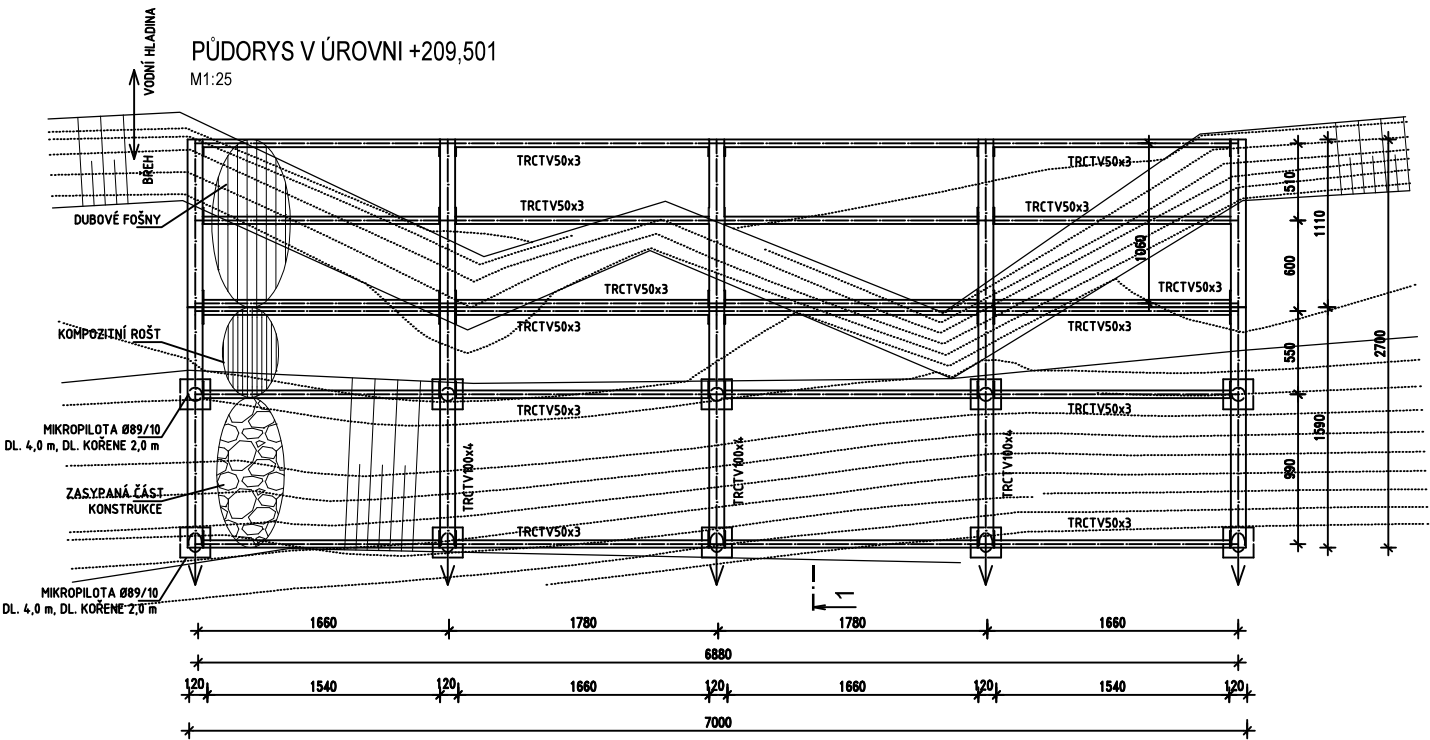 VODNÍ HLADINA
BŘEH
PŮDORYS V ÚROVNI +209,501
M1:25
TRCTV50x3
TRCTV50x3
TRCTV50x3
TRCTV50x3
DUBOVÉ FOŠNY
510
1110
1060
600
TRCTV50x3
TRCTV50x3
KOMPOZITNÍ ROŠT
TRCTV50x3
TRCTV50x3
550
2700
TRCTV50x3
TRCTV50x3
MIKROPILOTA Ø89/10
DL. 4,0 m, DL. KOŘENE 2,0 m
1590
TRCTV100x4
TRCTV100x4
TRCTV100x4
990
ZASYPANÁ ČÁST
KONSTRUKCE
TRCTV50x3
TRCTV50x3
MIKROPILOTA Ø89/10
DL. 4,0 m, DL. KOŘENE 2,0 m
1
1660 1780 1780 1660
6880
120 1540 120 1660 120 1660 120 1540 120
7000